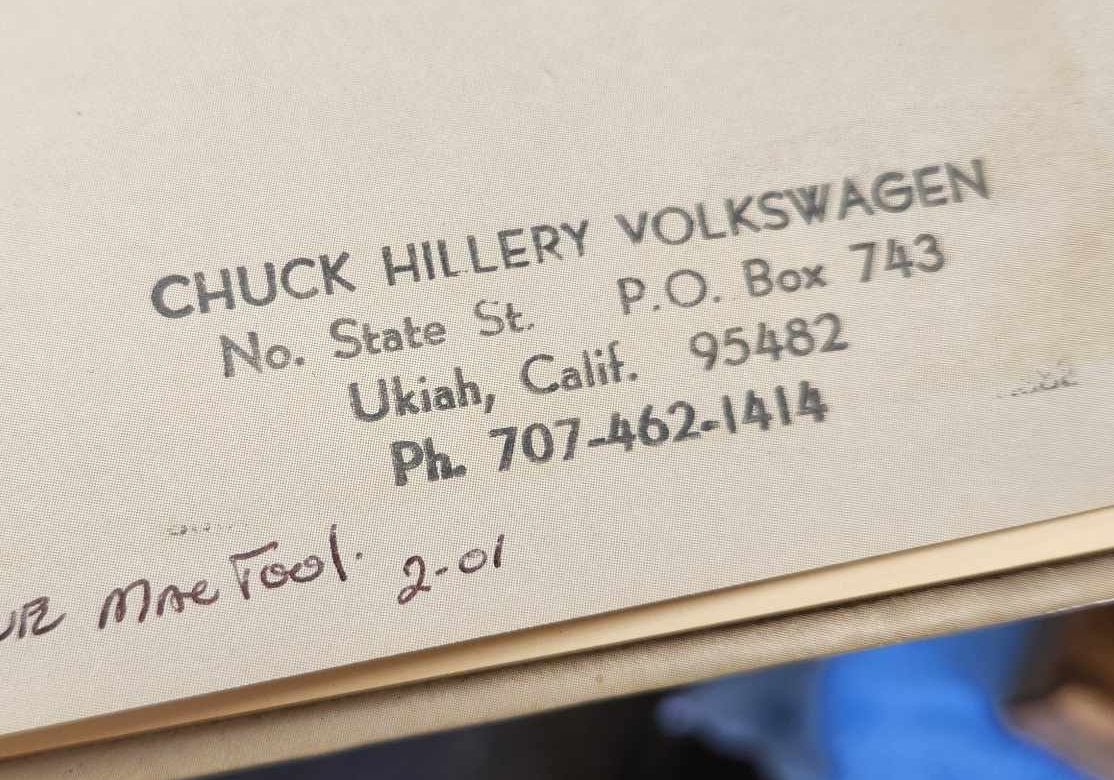 CHUCK HILLERY VOLKSWAGEN
No. State St. P.O. Box 743
Ukiah, Calif. 95482
Ph. 707-462-1414
Tool. 2-01